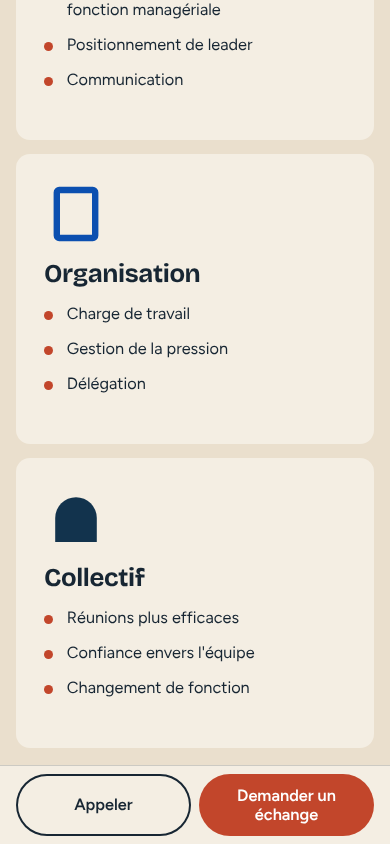 fonction managériale
Positionnement de leader
Communication
Organisation
Charge de travail
Gestion de la pression
Délégation
Collectif
Réunions plus efficaces
Confiance envers l'équipe
Changement de fonction
Appeler
Demander un
échange